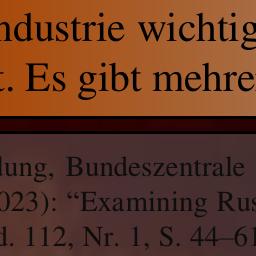 ndustrie wichtig
t. Es gibt mehre
lung, Bundeszentrale
023): “Examining Rus
d. 112, Nr. 1, S. 44–61